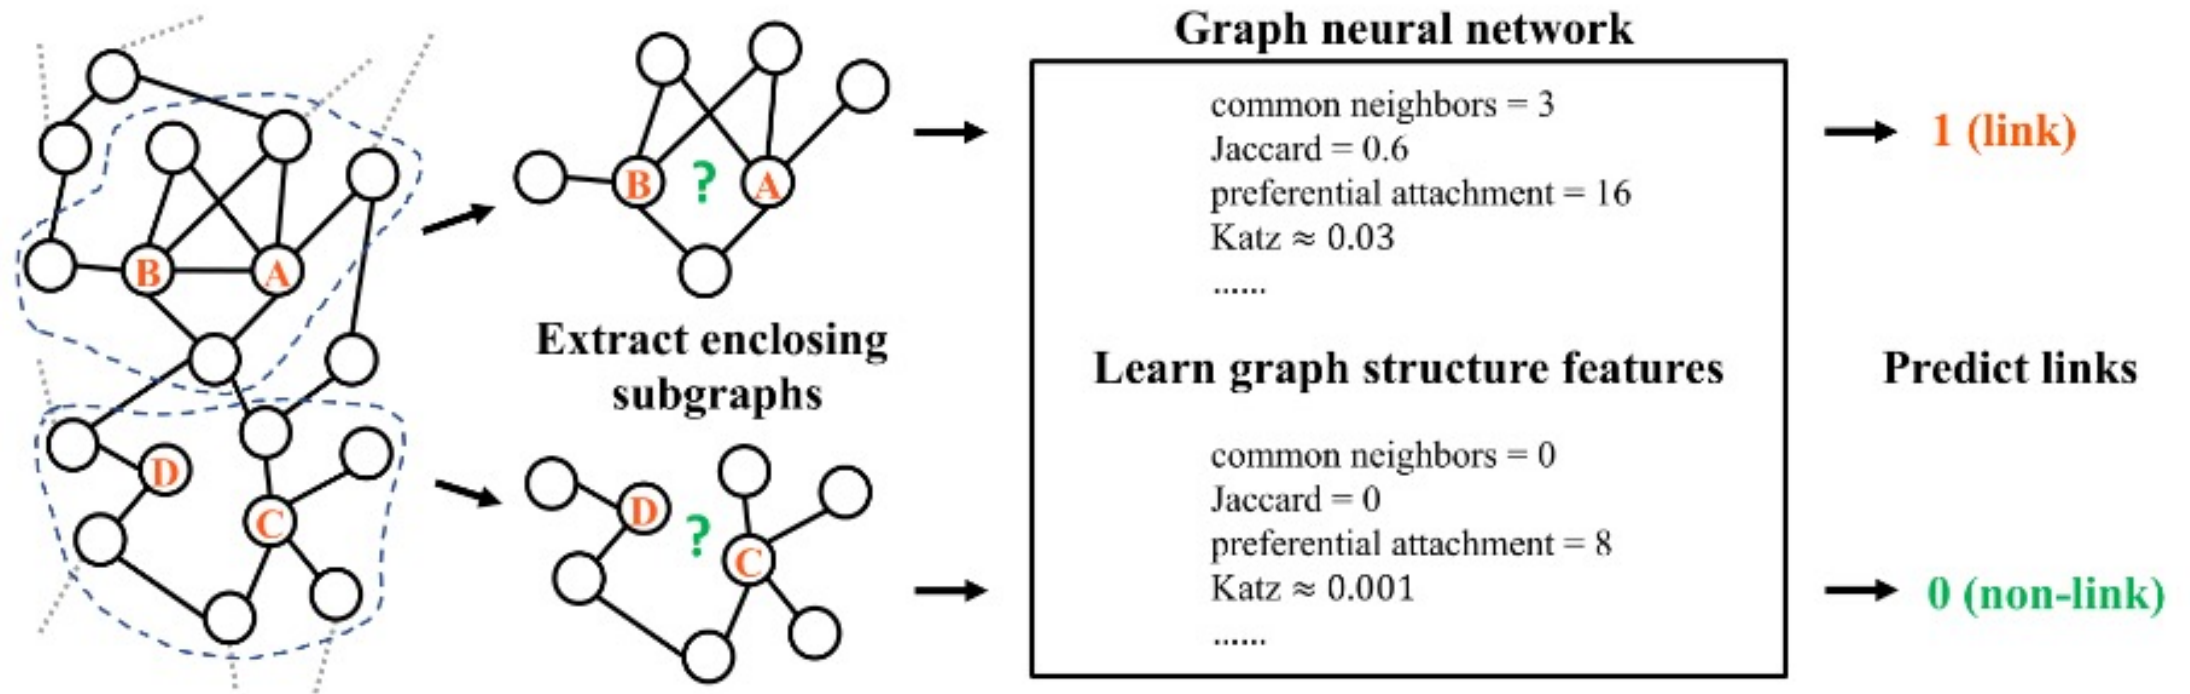 B
A
D
C
B
?
A
Extract enclosing
subgraphs
D
?
C
Graph neural network
common neighbors = 3
Jaccard = 0.6
preferential attachment = 16
Katz ≈ 0.03
......
Learn graph structure features
common neighbors = 0
Jaccard = 0
preferential attachment = 8
Katz ≈ 0.001
......
1 (link)
Predict links
0 (non-link)